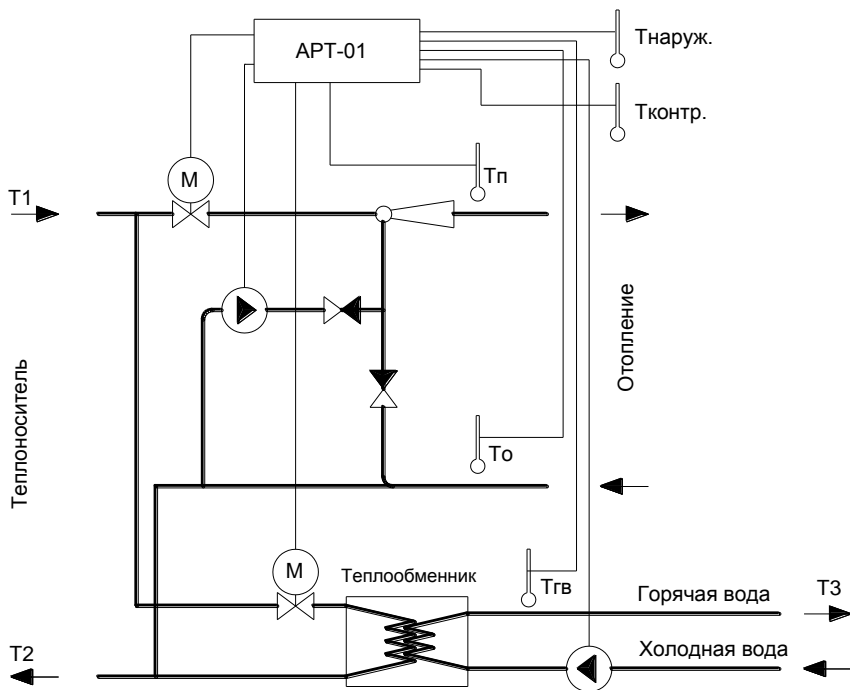 АРТ-01
Тнаруж.
Тконтр.
М
Тп
Т1
Теплоноситель
Отопление
То
М
Теплообменник
Тгв
Горячая вода
Т3
Т2
Холодная вода